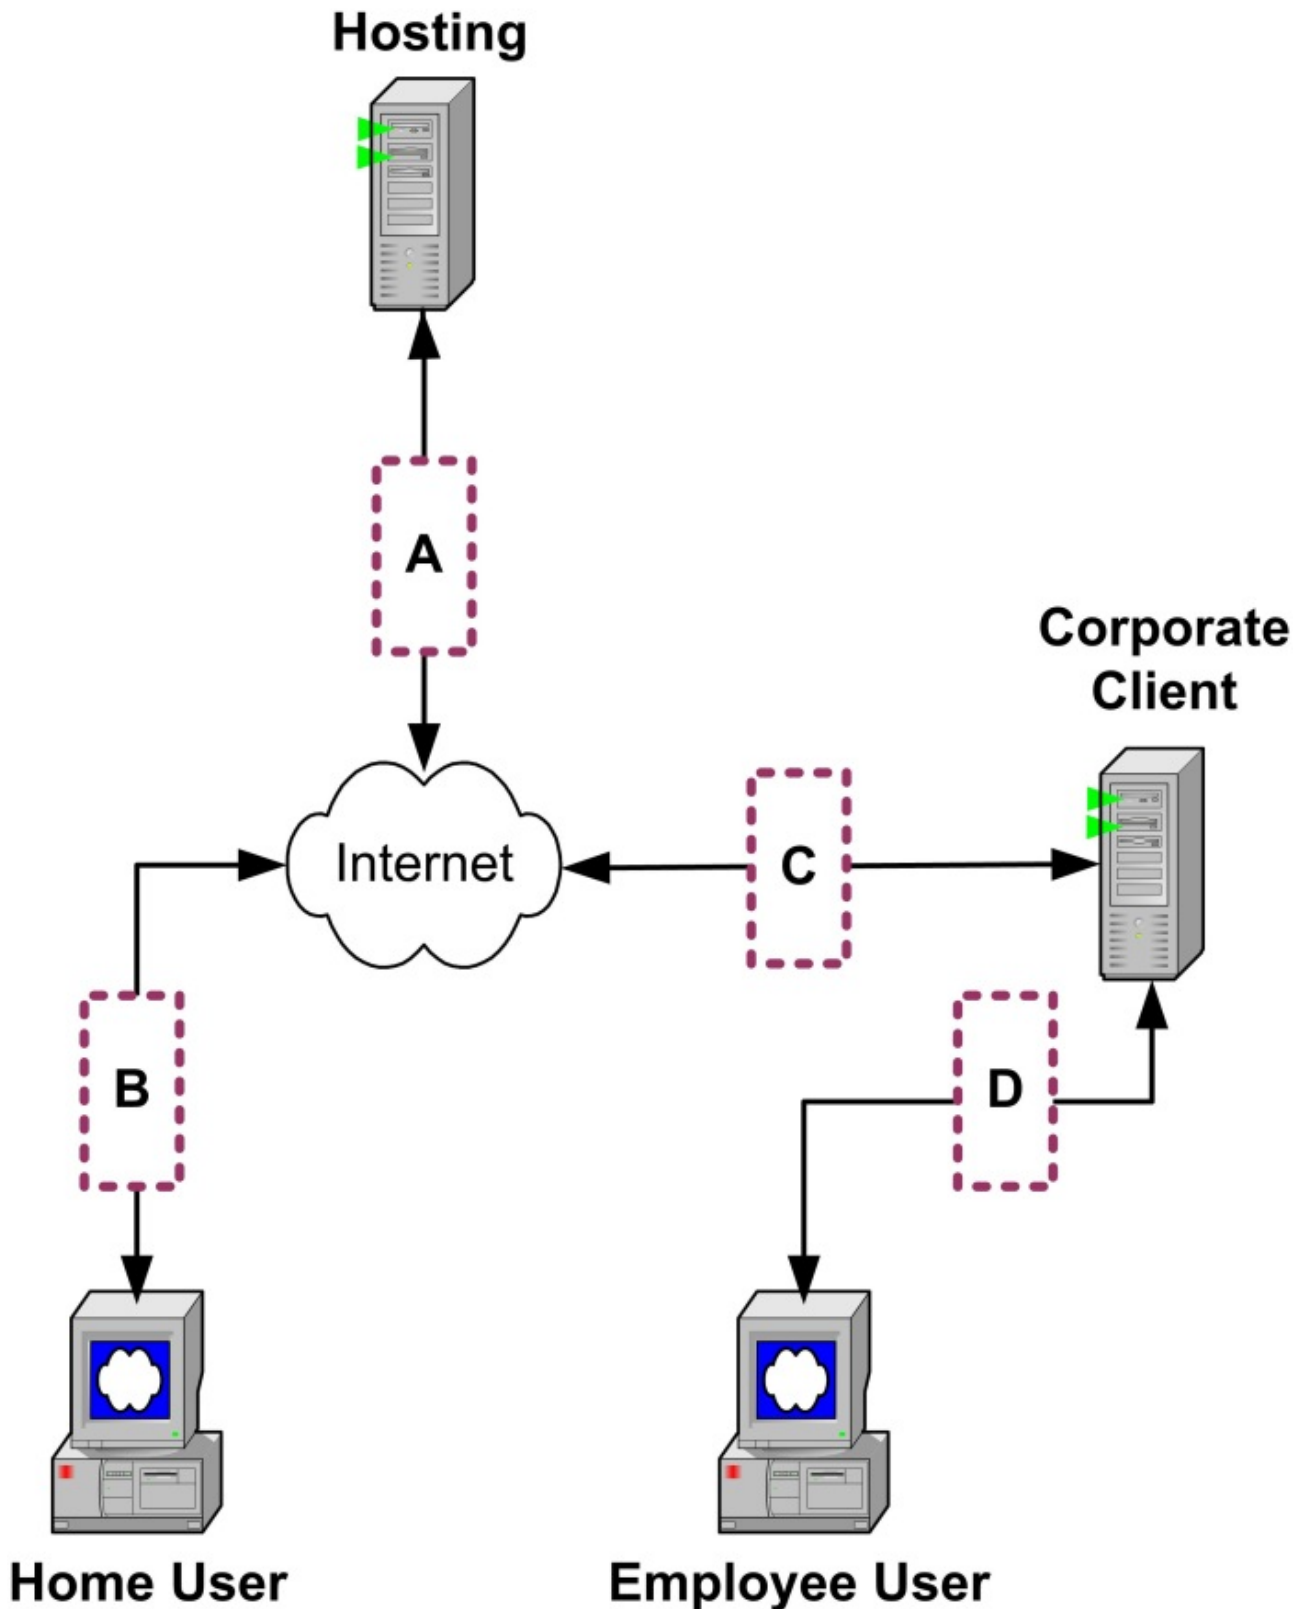 Hosting
A
Corporate
Client
Internet
C
B
D
Home User
Employee User